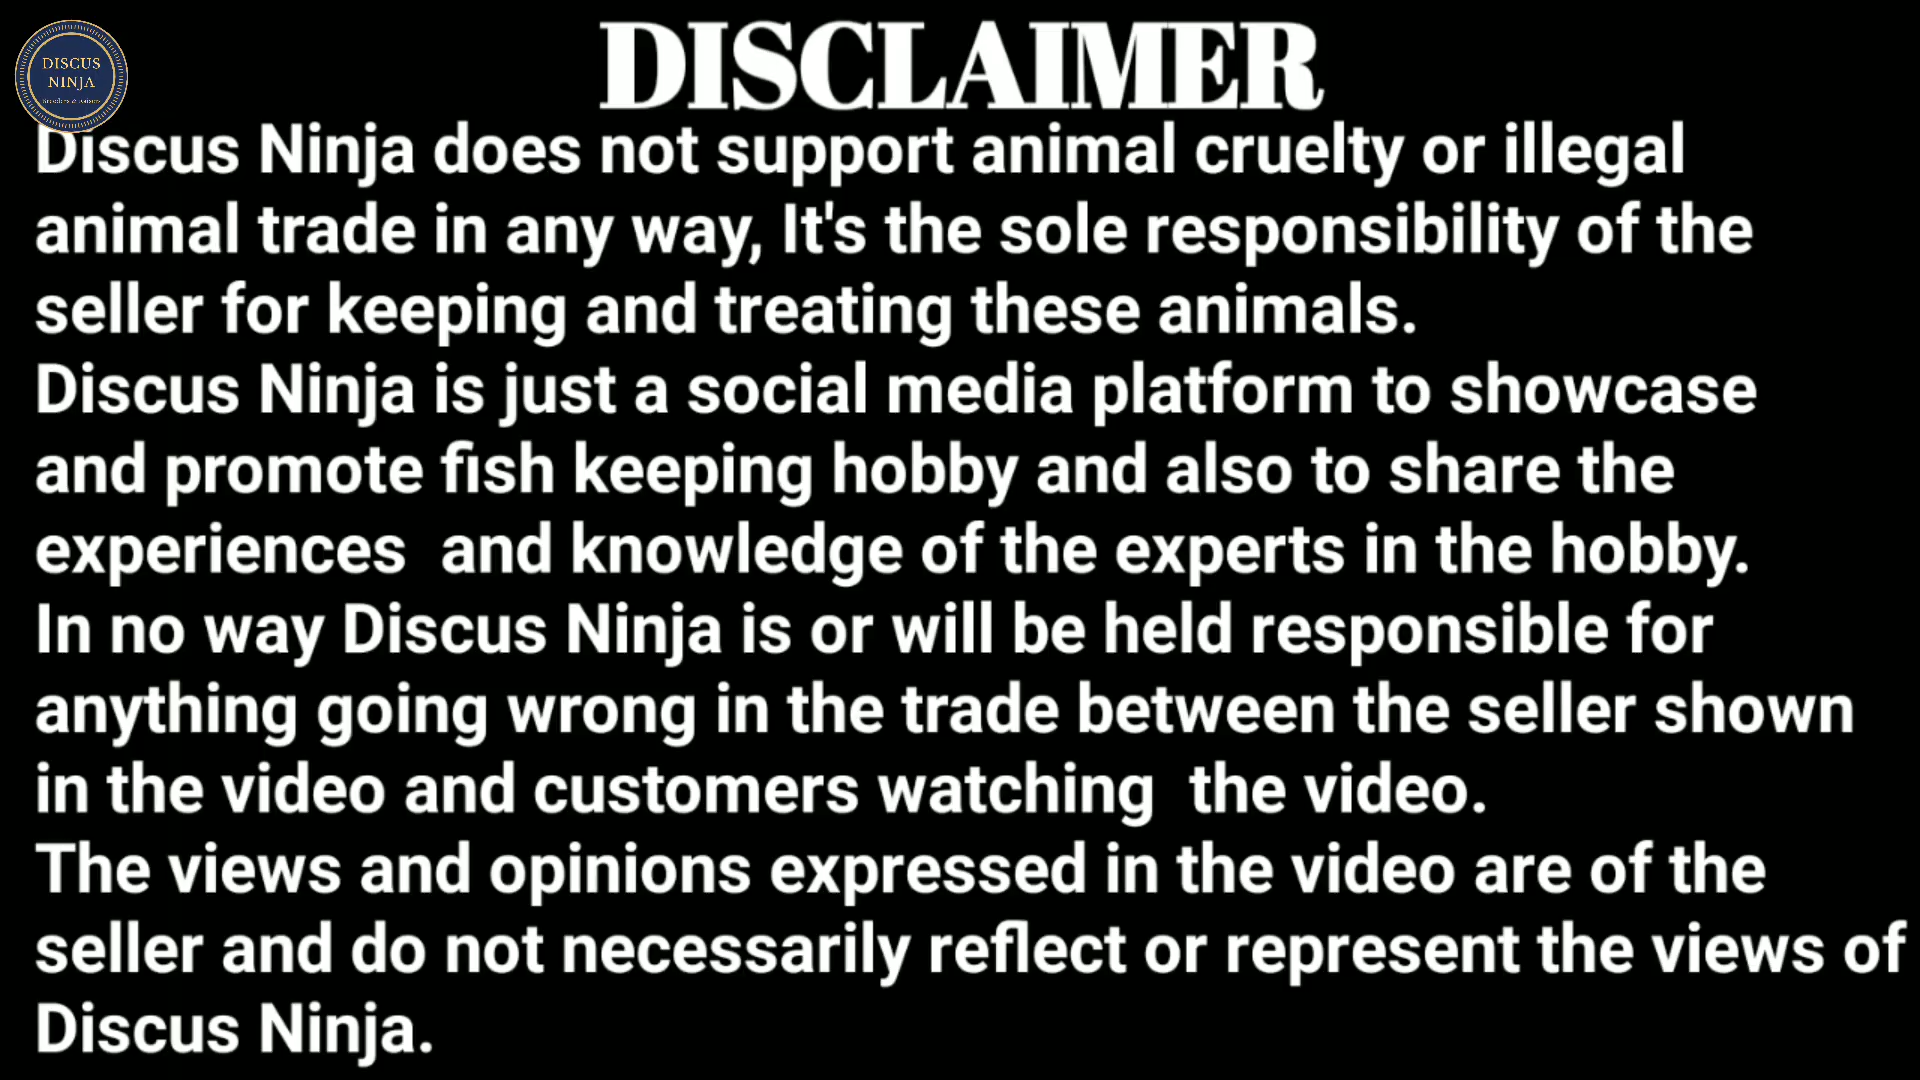 DISCUS
NINJA
Breeders & Raisers
DISCLAIMER
Discus Ninja does not support animal cruelty or illegal
animal trade in any way, It's the sole responsibility of the
seller for keeping and treating these animals.
Discus Ninja is just a social media platform to showcase
and promote fish keeping hobby and also to share the
experiences  and knowledge of the experts in the hobby.
In no way Discus Ninja is or will be held responsible for
anything going wrong in the trade between the seller shown
in the video and customers watching  the video.
The views and opinions expressed in the video are of the
seller and do not necessarily reflect or represent the views of
Discus Ninja.